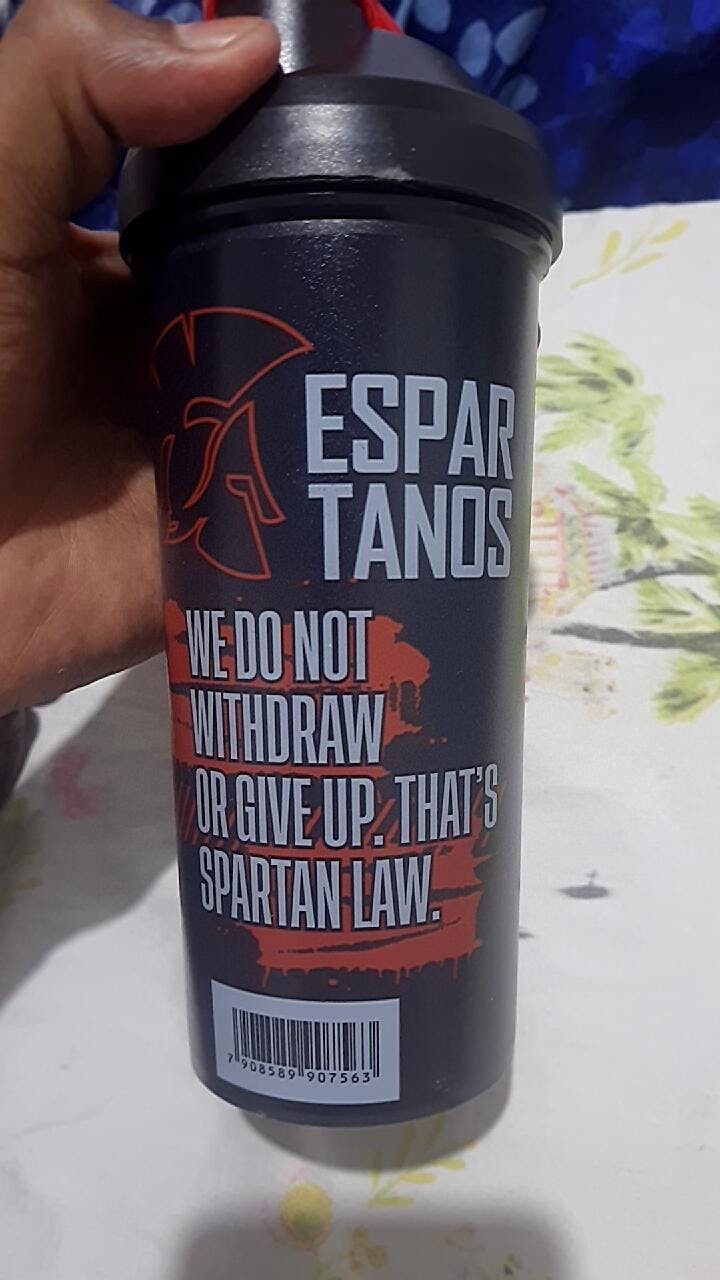 ESPAR
TANOS
WE DO NOT
WITHDRAW
OR GIVE UP. THAT'S
SPARTAN LAW.
7 908589 907563